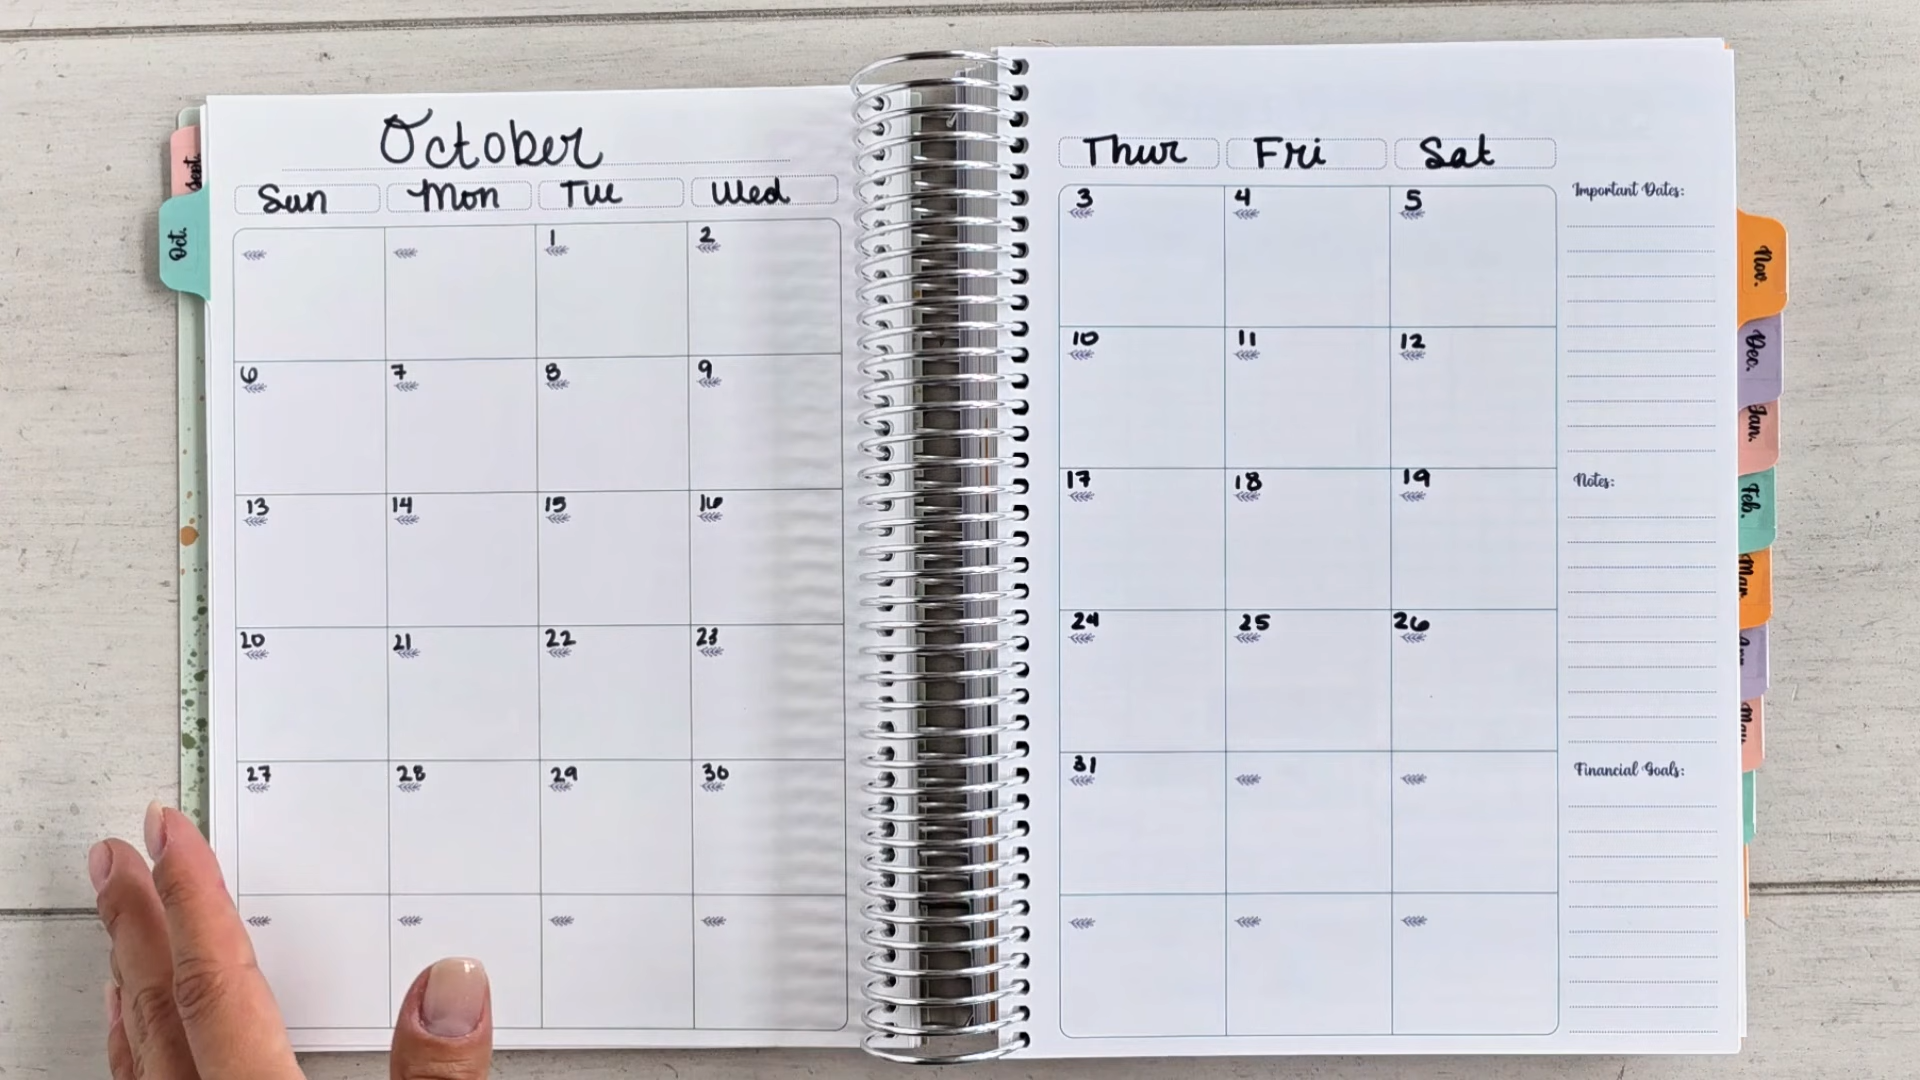 October
Sun Mon Tue Wed
1 2
6 7 8 9
13 14 15 16
20 21 22 23
27 28 29 30
Thur Fri Sat
3 4 5
10 11 12
17 18 19
24 25 26
31
Important Dates:
Notes:
Financial Goals:
Sept.
Oct.
Nov.
Dec.
Jan.
Feb.
Mar.
May